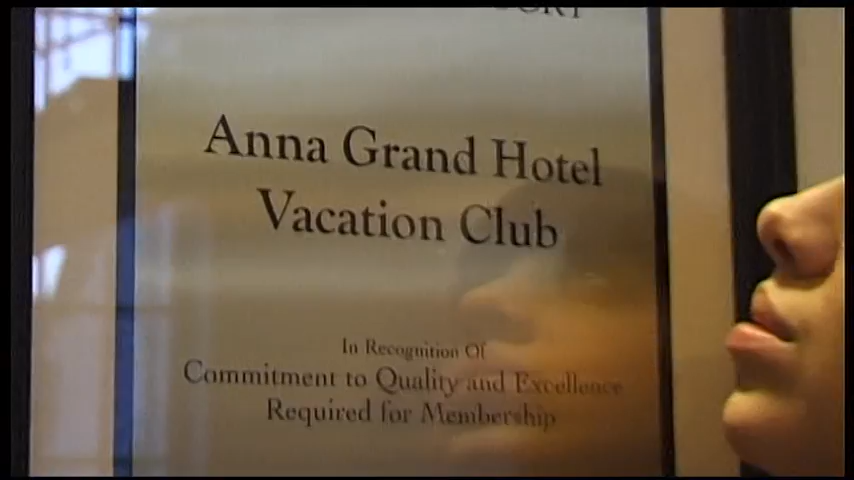 Anna Grand Hotel
Vacation Club
In Recognition Of
Commitment to Quality and Excellence
Required for Membership